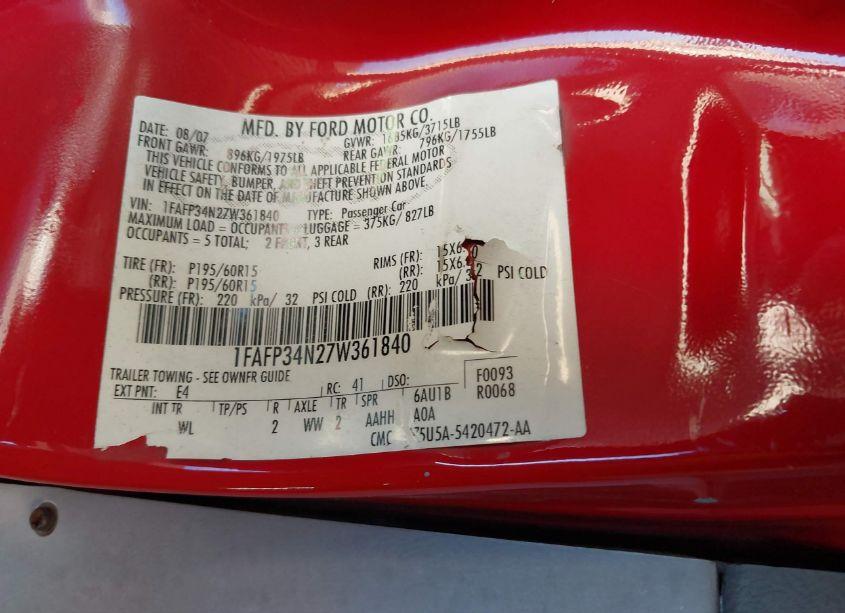 MFD. BY FORD MOTOR CO.
DATE: 08/07 GVWR: 1685KG/3715LB
FRONT GAWR: 896KG/1975LB REAR GAWR: 796KG/1755LB
THIS VEHICLE CONFORMS TO ALL APPLICABLE FEDERAL MOTOR
VEHICLE SAFETY, BUMPER, AND THEFT PREVENTION STANDARDS
IN EFFECT ON THE DATE OF MANUFACTURE SHOWN ABOVE.
VIN: 1FAFP34N27W361840 TYPE: Passenger Car
MAXIMUM LOAD = OCCUPANTS LUGGAGE = 375KG/ 827LB
OCCUPANTS = 5 TOTAL; 2 FRONT, 3 REAR
TIRE (FR): P195/60R15 RIMS (FR):
(RR): P195/60R15 (RR):
PRESSURE (FR): 220 kPa/ 32 PSI COLD (RR): 220 kPa/ PSI COLD
1FAFP34N27W361840
TRAILER TOWING - SEE OWNER GUIDE
EXT PNT: E4 RC: 41 DSO: F0093
INT TR TP/PS R AXLE TR SPR 6AU1B R0068
WL 2 WW 2 AAHH AOA
CMC 5U5A-5420472-AA